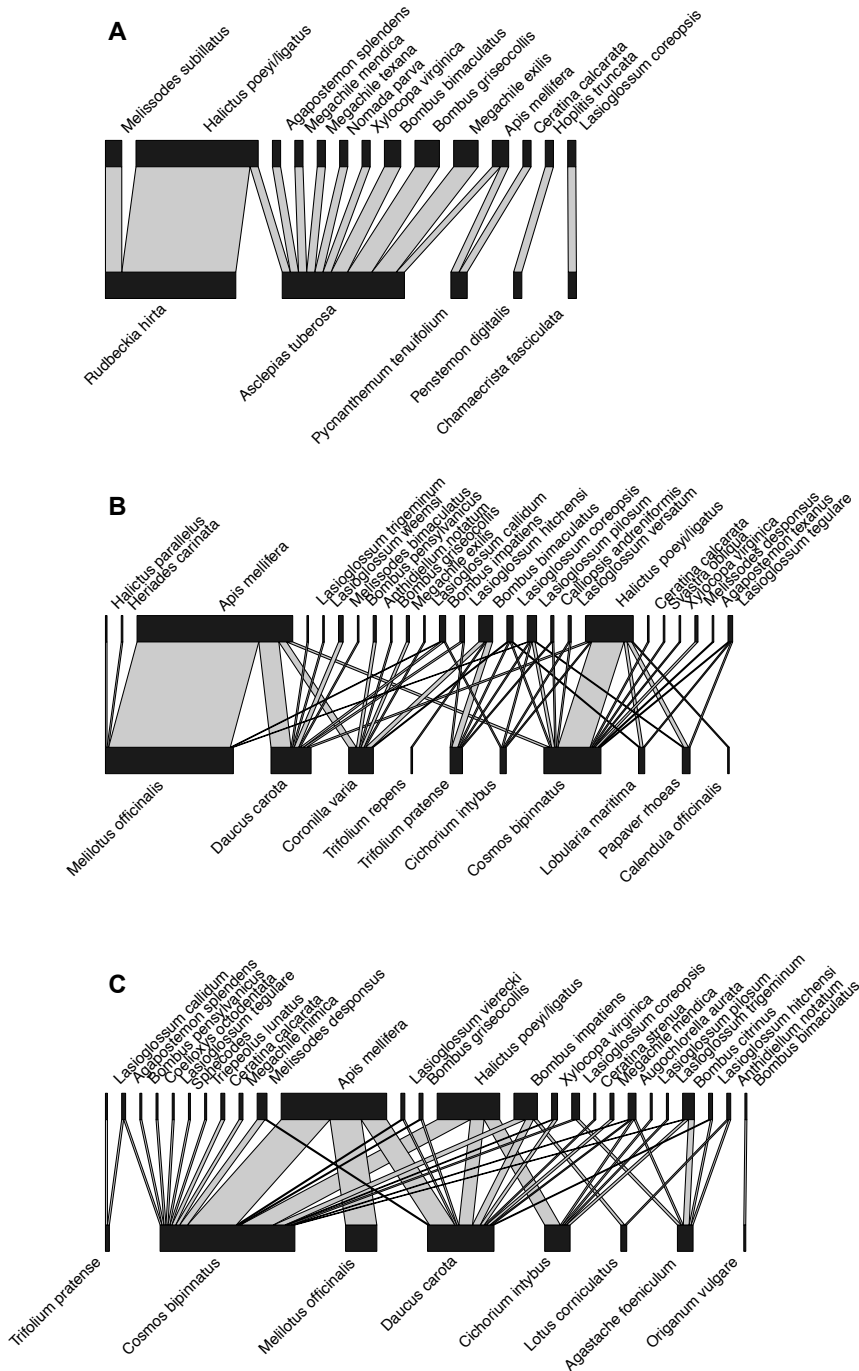 A
Melissodes subillatus
Halictus poeyi/ligatus
Agapostemon splendens
Megachile mendica
Megachile texana
Nomada parva
Xylocopa virginica
Bombus bimaculatus
Bombus griseocollis
Megachile exilis
Apis mellifera
Ceratina calcarata
Hoplitis truncata
Lasioglossum coreopsis
Rudbeckia hirta
Asclepias tuberosa
Pycnanthemum tenuifolium
Penstemon digitalis
Chamaecrista fasciculata
B
Halictus parallelus
Heriades carinata
Apis mellifera
Lasioglossum trigeminum
Lasioglossum weemsi
Melissodes bimaculatus
Bombus pensylvanicus
Anthidiellum notatum
Bombus griseocollis
Megachile exilis
Lasioglossum callidum
Bombus impatiens
Lasioglossum hitchensi
Bombus bimaculatus
Lasioglossum coreopsis
Lasioglossum pilosum
Calliopsis andreniformis
Lasioglossum versatum
Halictus poeyi/ligatus
Ceratina calcarata
Svastra obliqua
Xylocopa virginica
Melissodes desponsus
Agapostemon texanus
Lasioglossum tegulare
Melilotus officinalis
Daucus carota
Coronilla varia
Trifolium repens
Trifolium pratense
Cichorium intybus
Cosmos bipinnatus
Lobularia maritima
Papaver rhoeas
Calendula officinalis
C
Lasioglossum callidum
Agapostemon splendens
Bombus pensylvanicus
Coelioxys octodentata
Lasioglossum tegulare
Sphecodes
Triepeolus lunatus
Ceratina calcarata
Megachile inimica
Melissodes desponsus
Apis mellifera
Lasioglossum vierecki
Bombus griseocollis
Halictus poeyi/ligatus
Bombus impatiens
Xylocopa virginica
Lasioglossum coreopsis
Ceratina strenua
Megachile mendica
Augochlorella aurata
Lasioglossum pilosum
Lasioglossum trigeminum
Bombus citrinus
Lasioglossum hitchensi
Anthidiellum notatum
Bombus bimaculatus
Trifolium pratense
Cosmos bipinnatus
Melilotus officinalis
Daucus carota
Cichorium intybus
Lotus corniculatus
Agastache foeniculum
Origanum vulgare